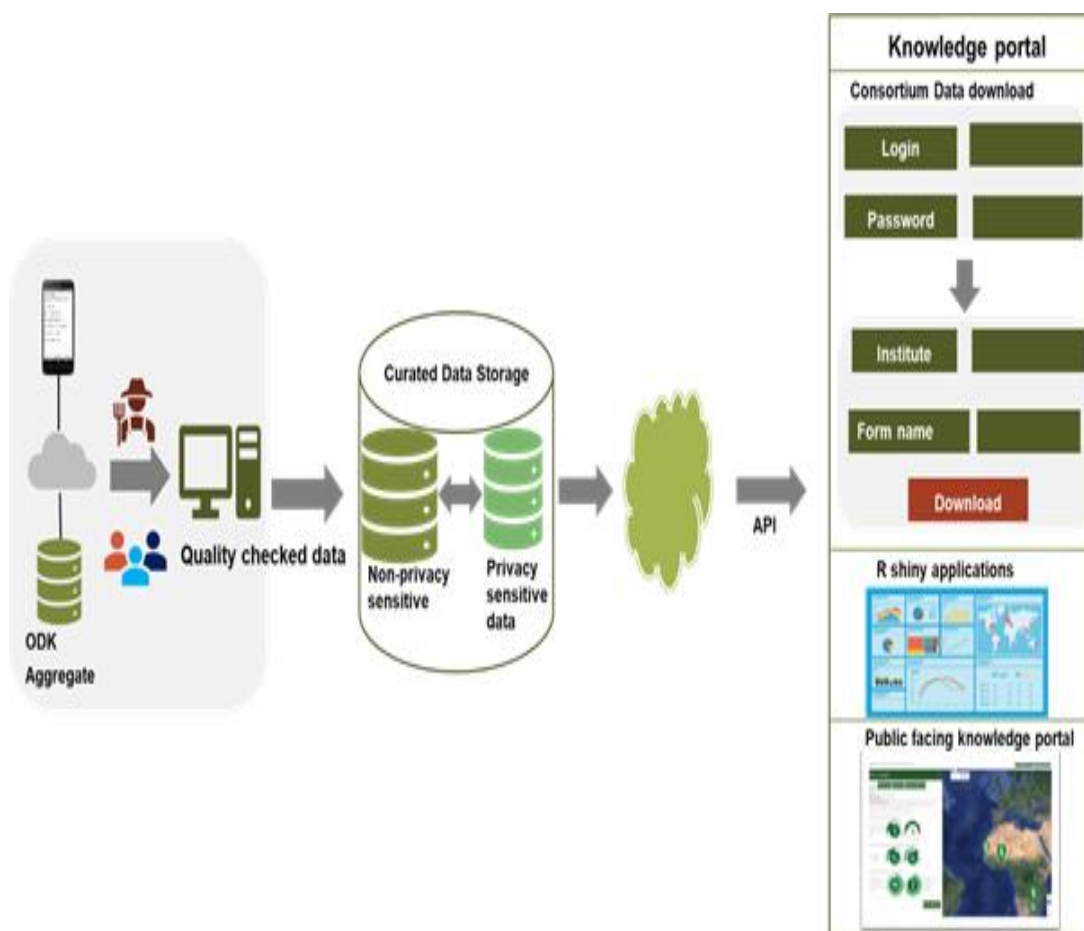 Knowledge portal
Consortium Data download
Login
Password
Institute
Form name
Download
R shiny applications
Public facing knowledge portal
ODK
Aggregate
Quality checked data
Curated Data Storage
Non-privacy
sensitive
Privacy
sensitive
data
API